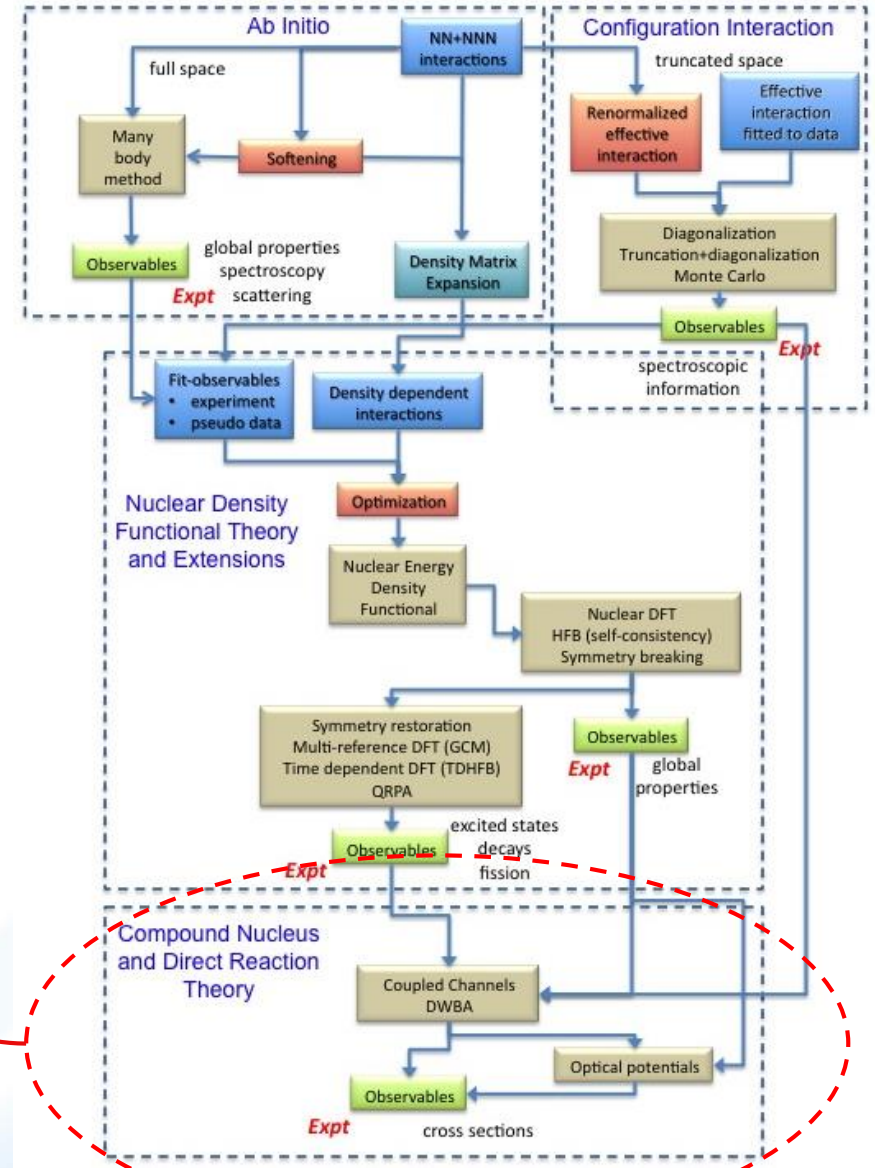 Ab Initio
NN+NNN
interactions
full space
Many
body
method
Softening
Observables
global properties
spectroscopy
scattering
Expt
Density Matrix
Expansion
Configuration Interaction
truncated space
Renormalized
effective
interaction
Effective
interaction
fitted to data
Diagonalization
Truncation+diagonalization
Monte Carlo
Observables
Expt
spectroscopic
information
Fit-observables
• experiment
• pseudo data
Density dependent
interactions
Nuclear Density
Functional Theory
and Extensions
Optimization
Nuclear Energy
Density
Functional
Nuclear DFT
HFB (self-consistency)
Symmetry breaking
Symmetry restoration
Multi-reference DFT (GCM)
Time dependent DFT (TDHFB)
QRPA
Observables
Expt
global
properties
Observables
Expt
excited states
decays
fission
Compound Nucleus
and Direct Reaction
Theory
Coupled Channels
DWBA
Optical potentials
Observables
Expt
cross sections